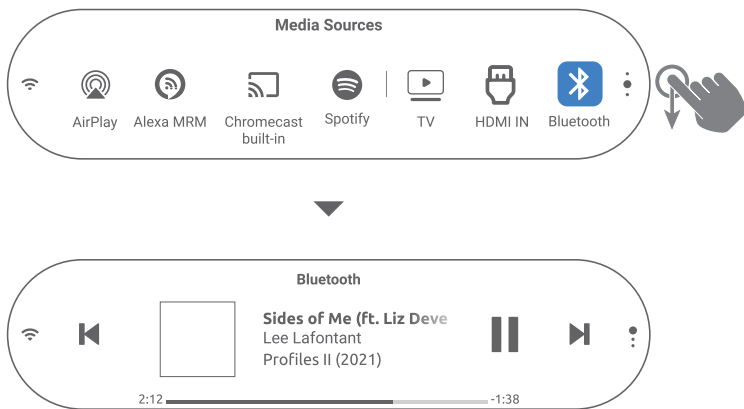 Media Sources
AirPlay
Alexa MRM
Chromecast
built-in
Spotify
TV
HDMI IN
Bluetooth
Bluetooth
Sides of Me (ft. Liz Deve
Lee Lafontant
Profiles II (2021)
2:12
-1:38